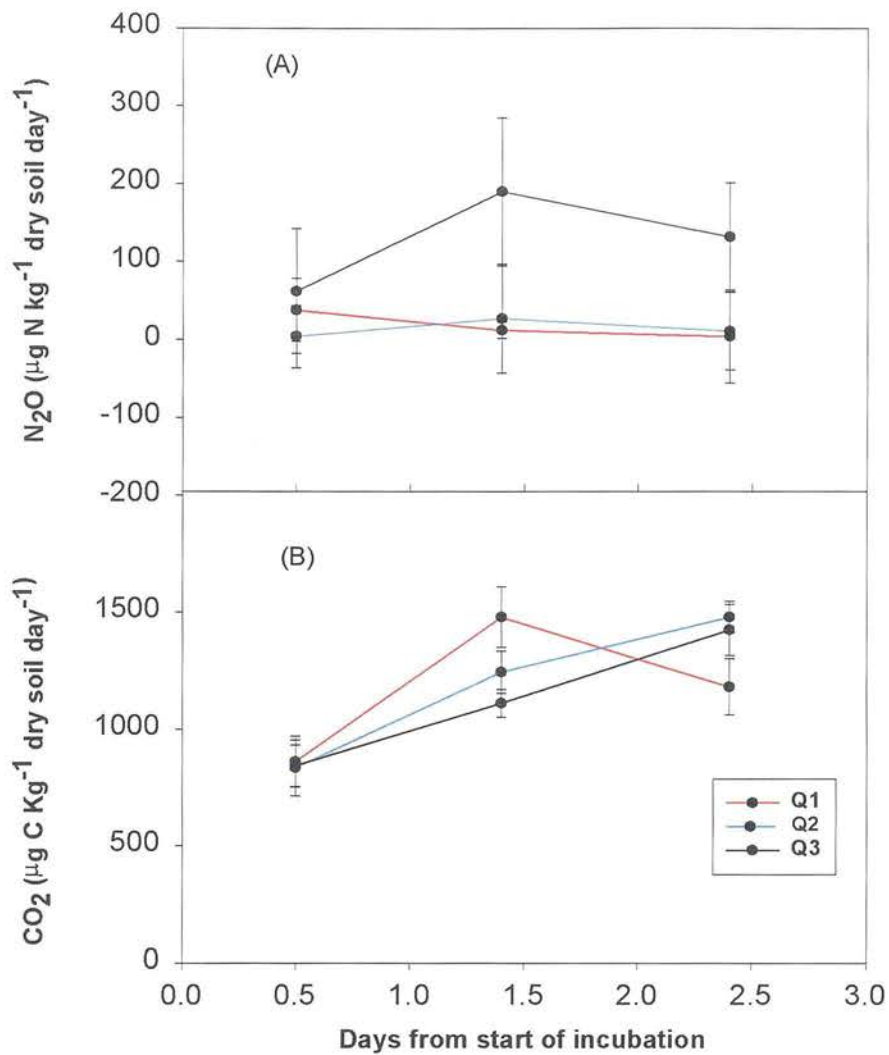 400
(A)
300
200
100
0
-100
-200
N₂O (µg N kg⁻¹ dry soil day⁻¹)
(B)
1500
1000
500
0
CO₂ (µg C Kg⁻¹ dry soil day⁻¹)
Q1
Q2
Q3
0.0 0.5 1.0 1.5 2.0 2.5 3.0
Days from start of incubation